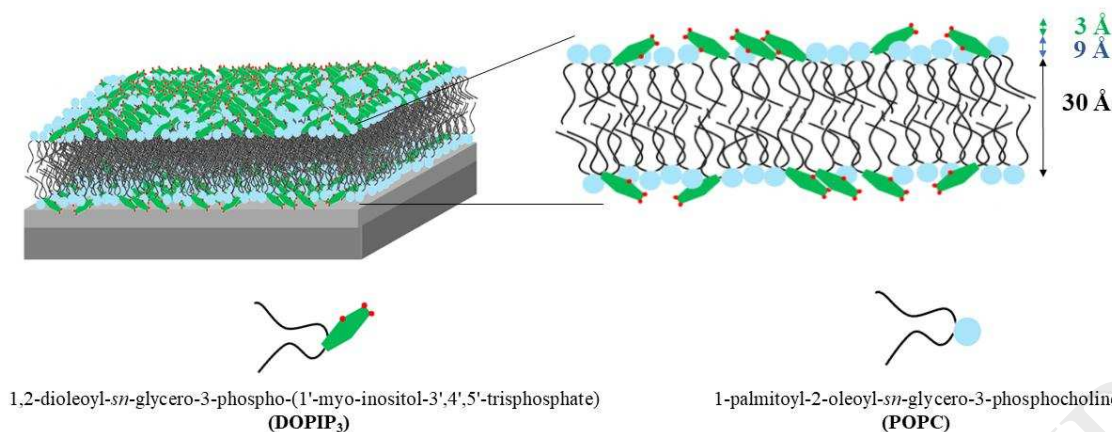 3 Å
9 Å
30 Å
1,2-dioleoyl-sn-glycero-3-phospho-(1'-myo-inositol-3',4',5'-trisphosphate)
(DOPIP₃)
1-palmitoyl-2-oleoyl-sn-glycero-3-phosphocholine
(POPC)